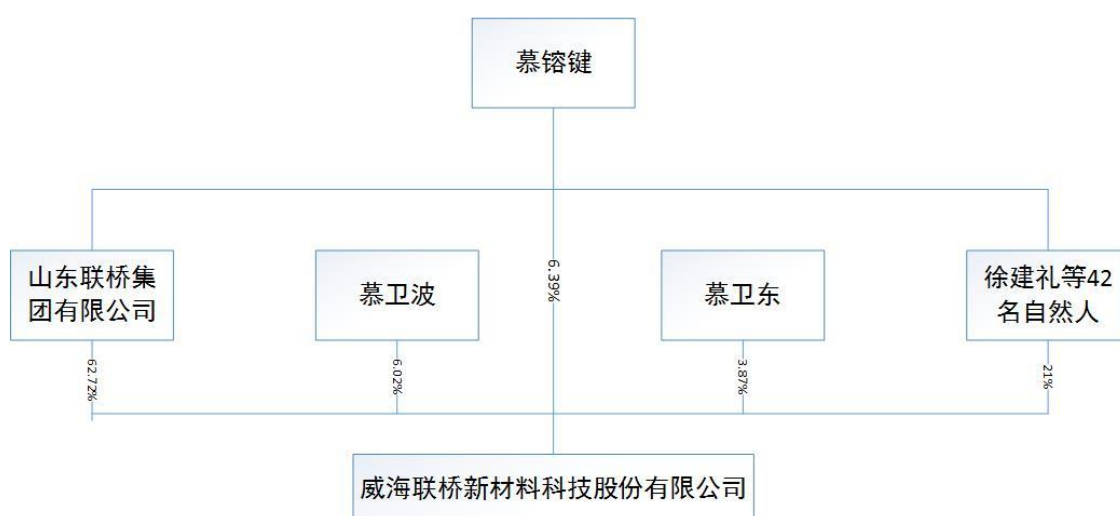 慕镕键
山东联桥集
团有限公司
慕卫波
6.39%
慕卫东
徐建礼等42
名自然人
62.72%
6.02%
3.87%
21%
威海联桥新材料科技股份有限公司